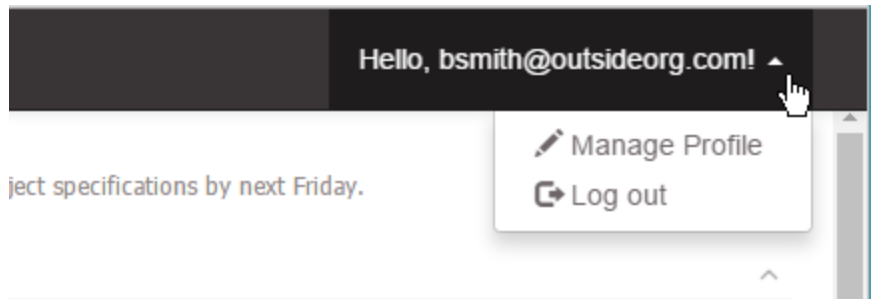 Hello, bsmith@outsideorg.com!
Manage Profile
ject specifications by next Friday.
Log out